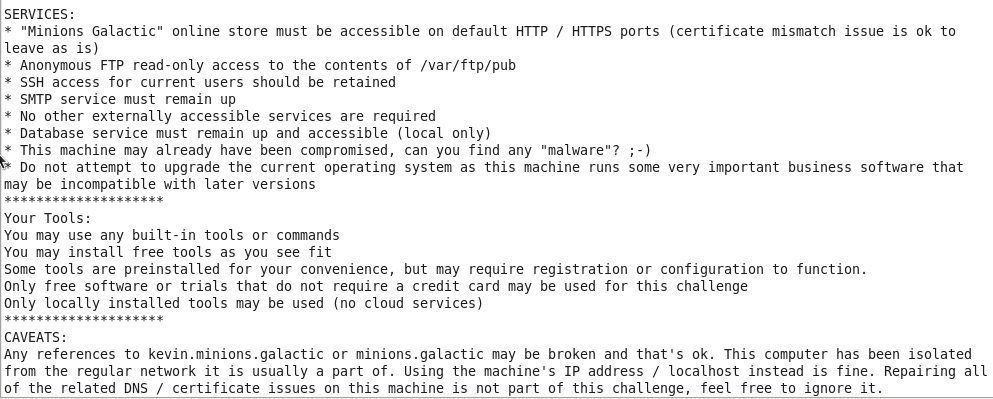 SERVICES:
* "Minions Galactic" online store must be accessible on default HTTP / HTTPS ports (certificate mismatch issue is ok to
leave as is)
* Anonymous FTP read-only access to the contents of /var/ftp/pub
* SSH access for current users should be retained
* SMTP service must remain up
* No other externally accessible services are required
* Database service must remain up and accessible (local only)
* This machine may already have been compromised, can you find any "malware"? ;-)
* Do not attempt to upgrade the current operating system as this machine runs some very important business software that
may be incompatible with later versions
********************
Your Tools:
You may use any built-in tools or commands
You may install free tools as you see fit
Some tools are preinstalled for your convenience, but may require registration or configuration to function.
Only free software or trials that do not require a credit card may be used for this challenge
Only locally installed tools may be used (no cloud services)
********************
CAVEATS:
Any references to kevin.minions.galactic or minions.galactic may be broken and that's ok. This computer has been isolated
from the regular network it is usually a part of. Using the machine's IP address / localhost instead is fine. Repairing all
of the related DNS / certificate issues on this machine is not part of this challenge, feel free to ignore it.